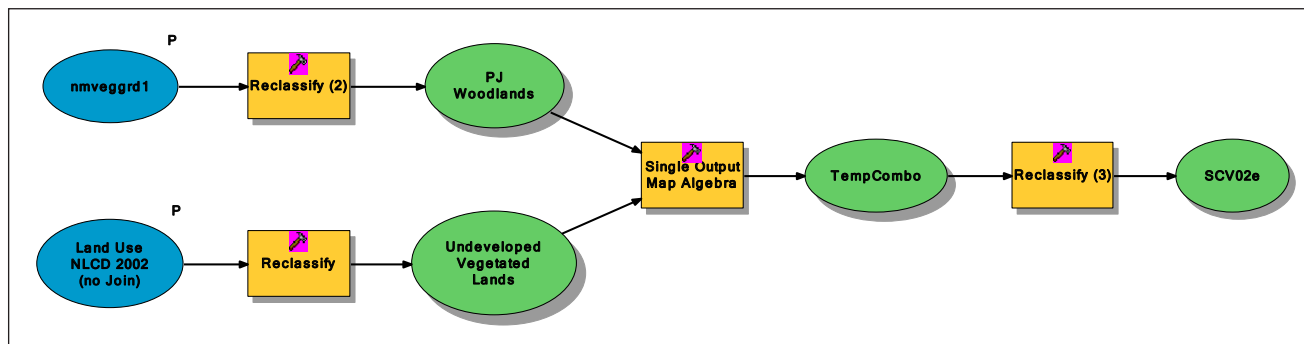 P
nmveggrd1
Reclassify (2)
PJ
Woodlands
Single Output
Map Algebra
TempCombo
Reclassify (3)
SCV02e
P
Land Use
NLCD 2002
(no Join)
Reclassify
Undeveloped
Vegetated
Lands